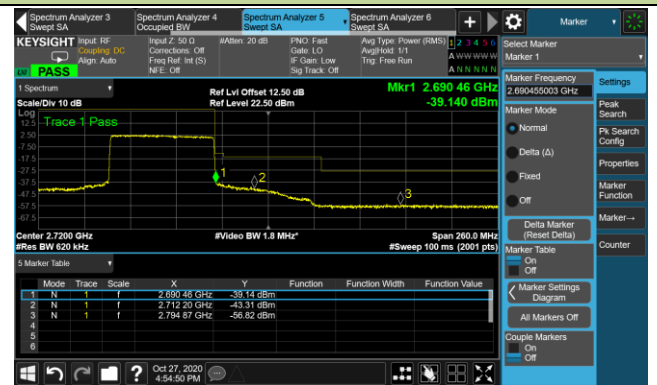 Spectrum Analyzer 3
Swept SA
Spectrum Analyzer 4
Occupied BW
Spectrum Analyzer 5
Swept SA
Spectrum Analyzer 6
Swept SA
+
Marker
KEYSIGHT
Input: RF
Coupling: DC
Align: Auto
Input Z: 50 Ω
Corrections: Off
Freq Ref: Int (S)
NFE: Off
#Atten: 20 dB
PNO: Fast
Gate: LO
IF Gain: Low
Sig Track: Off
Avg Type: Power (RMS)
Avg|Hold: 1/1
Trig: Free Run
1 2 3 4 5 6
A W W W W W
A N N N N N
PASS
Select Marker
Marker 1
1 Spectrum
Scale/Div 10 dB
Ref Lvl Offset 12.50 dB
Ref Level 22.50 dBm
Mkr1 2.690 46 GHz
-39.140 dBm
Log
Trace 1 Pass
12.5
2.50
-7.50
-17.5
-27.5
-37.5
-47.5
-57.5
-67.5
1
2
3
Center 2.7200 GHz
#Res BW 620 kHz
#Video BW 1.8 MHz*
Span 260.0 MHz
#Sweep 100 ms (2001 pts)
5 Marker Table
Mode Trace Scale X Y Function Function Width Function Value
1 N 1 f 2.690 46 GHz -39.14 dBm
2 N 1 f 2.712 20 GHz -43.31 dBm
3 N 1 f 2.794 87 GHz -56.82 dBm
4
5
6
Marker Frequency
2.690455003 GHz
Marker Mode
Normal
Delta (Δ)
Fixed
Off
Delta Marker
(Reset Delta)
Marker Table
On
Off
Marker Settings
Diagram
All Markers Off
Couple Markers
On
Off
Settings
Peak
Search
Pk Search
Config
Properties
Marker
Function
Marker→
Counter
?
Oct 27, 2020
4:54:50 PM